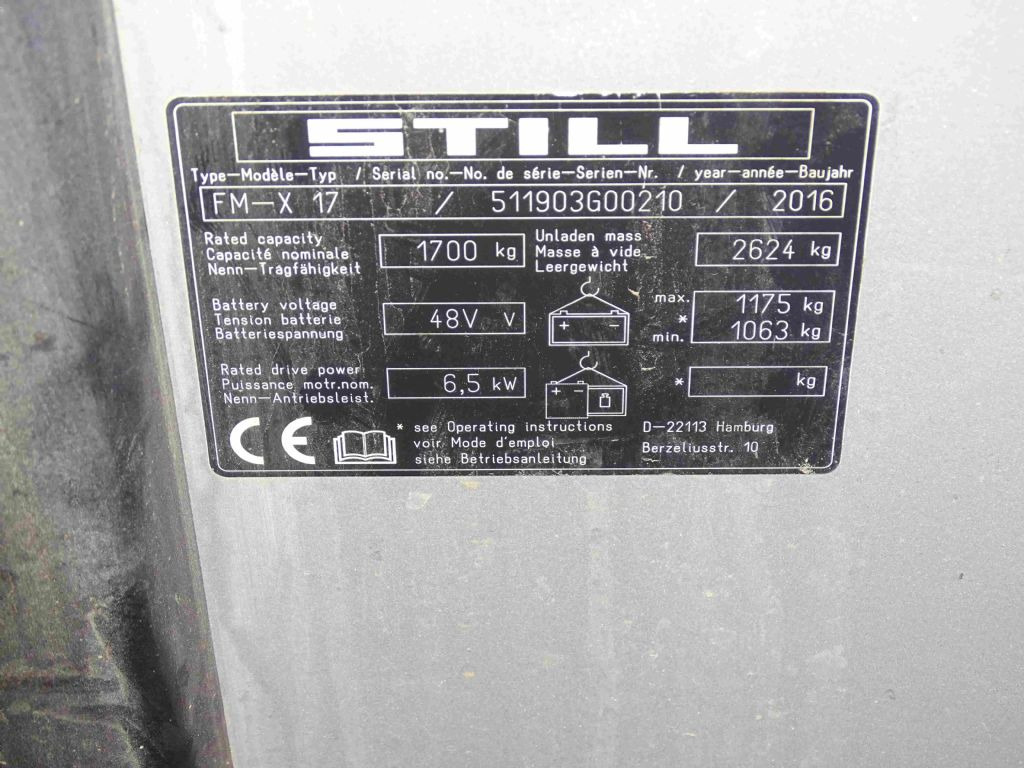 STILL
Type–Modèle–Typ / Serial no.–No. de série–Serien–Nr. / year–année–Baujahr
FM–X 17 / 511903G00210 / 2016
Rated capacity
Capacité nominale
Nenn–Tragfähigkeit
1700 kg
Unladen mass
Masse à vide
Leergewicht
2624 kg
Battery voltage
Tension batterie
Batteriespannung
48V V
+ –
max.
*
min.
1175 kg
1063 kg
Rated drive power
Puissance motr.nom.
Nenn–Antriebsleist.
6,5 kW
+ –
* kg
CE
* see Operating instructions
voir Mode d'emploi
siehe Betriebsanleitung
D–22113 Hamburg
Berzeliusstr. 10